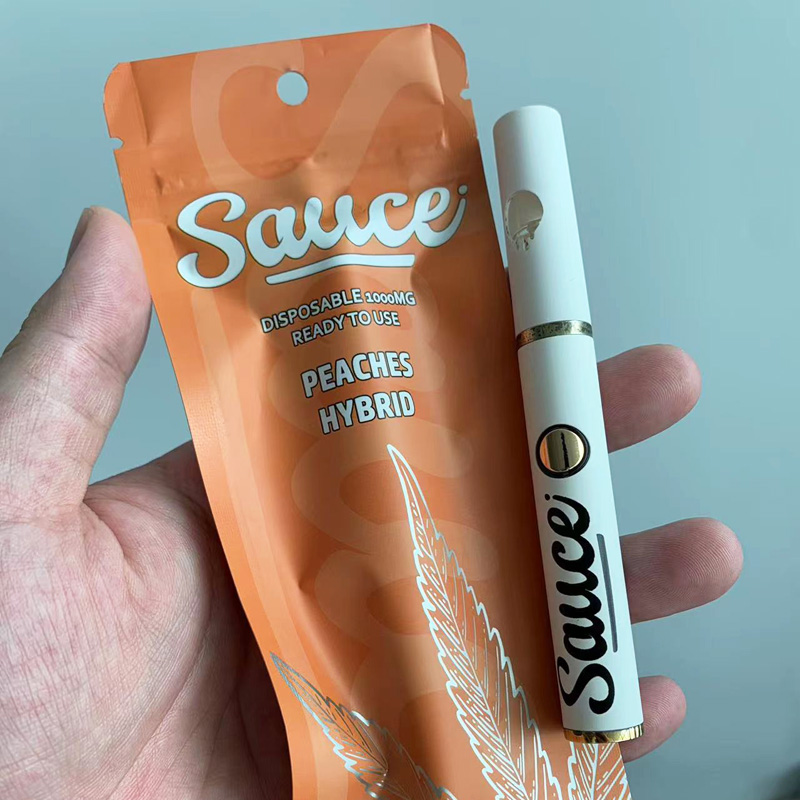 Sauce
DISPOSABLE 1000MG
READY TO USE
PEACHES
HYBRID
Sauce